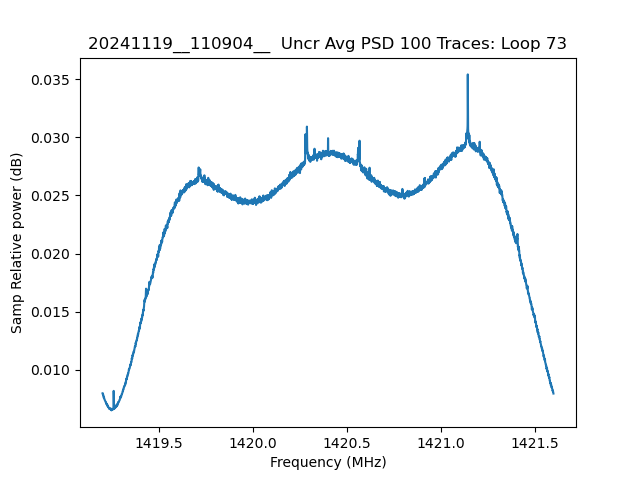 20241119__110904__  Uncr Avg PSD 100 Traces: Loop 73
0.035
0.030
0.025
0.020
0.015
0.010
Samp Relative power (dB)
1419.5 1420.0 1420.5 1421.0 1421.5
Frequency (MHz)